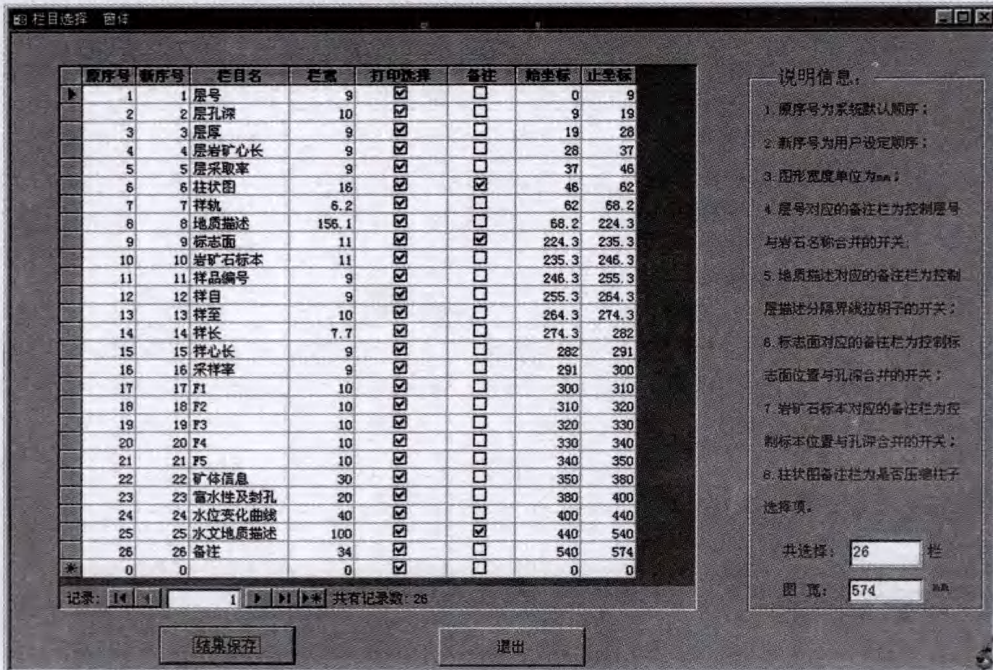 栏目选择 窗体
原序号 新序号 栏目名 栏宽 打印选择 备注 始坐标 止坐标
1 1 层号 9 0 9
2 2 层孔深 10 9 19
3 3 层厚 9 19 28
4 4 层岩矿心长 9 28 37
5 5 层采取率 9 37 46
6 6 柱状图 16 46 62
7 7 样轨 6.2 62 68.2
8 8 地质描述 156.1 68.2 224.3
9 9 标志面 11 224.3 235.3
10 10 岩矿石标本 11 235.3 246.3
11 11 样品编号 9 246.3 255.3
12 12 样自 9 255.3 264.3
13 13 样至 10 264.3 274.3
14 14 样长 7.7 274.3 282
15 15 样心长 9 282 291
16 16 采样率 9 291 300
17 17 F1 10 300 310
18 18 F2 10 310 320
19 19 F3 10 320 330
20 20 F4 10 330 340
21 21 F5 10 340 350
22 22 矿体信息 30 350 380
23 23 富水性及封孔 20 380 400
24 24 水位变化曲线 40 400 440
25 25 水文地质描述 100 440 540
26 26 备注 34 540 574
0 0 0 0 0
记录: 1 共有记录数: 26
结果保存 退出
说明信息:
1.原序号为系统默认顺序;
2.新序号为用户设定顺序;
3.图形宽度单位为mm;
4.层号对应的备注栏为控制层号
与岩石名称合并的开关;
5.地质描述对应的备注栏为控制
层描述分隔界线拉胡子的开关;
6.标志面对应的备注栏为控制标
志面位置与孔深合并的开关;
7.岩矿石标本对应的备注栏为控
制标本位置与孔深合并的开关;
8.柱状图备注栏为是否压缩柱子
选择项。
共选择: 26 栏
图 宽: 574 mm